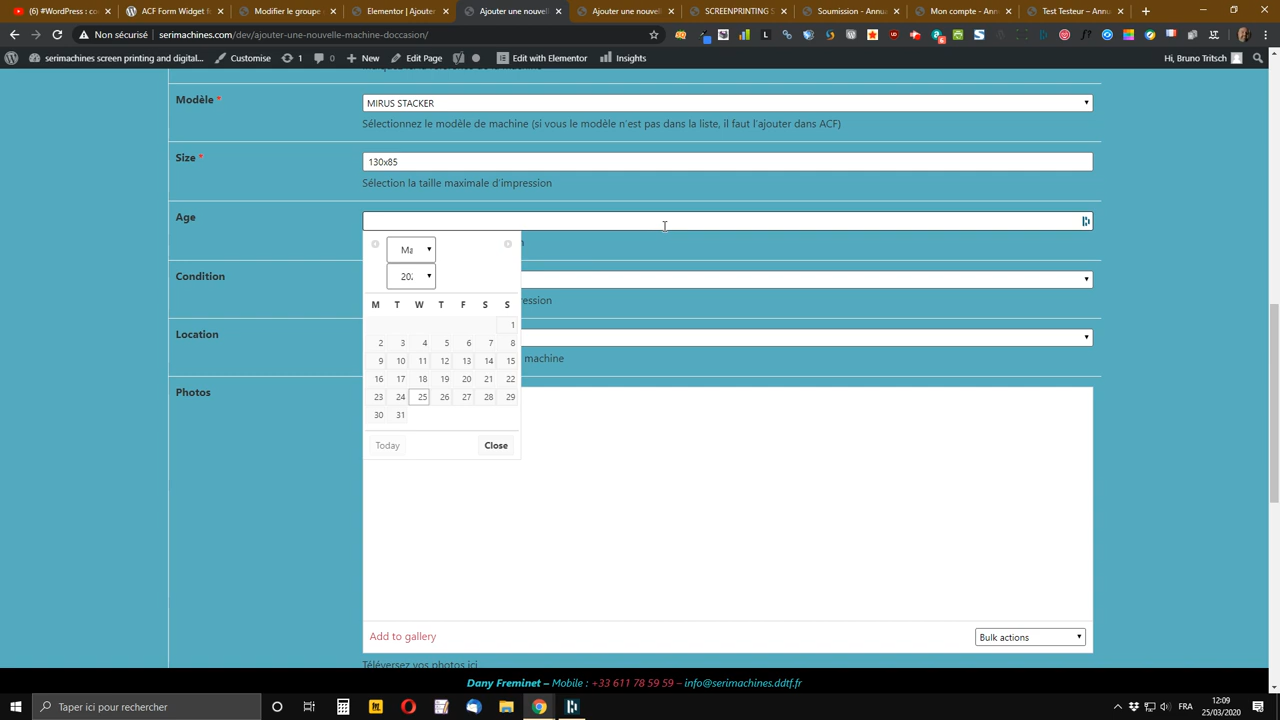 (6) #WordPress : co
ACF Form Widget f
Modifier le groupe
Elementor | Ajouter
Ajouter une nouvel
Ajouter une nouvel
SCREENPRINTING S
Soumission - Annua
Mon compte - Annu
Test Testeur – Annu
Non sécurisé serimachines.com/dev/ajouter-une-nouvelle-machine-doccasion/
serimachines screen printing and digital...
Customise
1
+ New
Edit Page
Edit with Elementor
Insights
Hi, Bruno Tritsch
Modèle *
MIRUS STACKER
Sélectionnez le modèle de machine (si vous le modèle n'est pas dans la liste, il faut l'ajouter dans ACF)
Size *
130x85
Sélection la taille maximale d'impression
Age
Ma
202
M T W T F S S
1
2 3 4 5 6 7 8
9 10 11 12 13 14 15
16 17 18 19 20 21 22
23 24 25 26 27 28 29
30 31
Today
Close
Condition
ression
Location
machine
Photos
Add to gallery
Bulk actions
Téléversez vos photos ici
Dany Freminet – Mobile : +33 611 78 59 59 – info@serimachines.ddtf.fr
Taper ici pour rechercher
FRA
12:09
25/03/2020